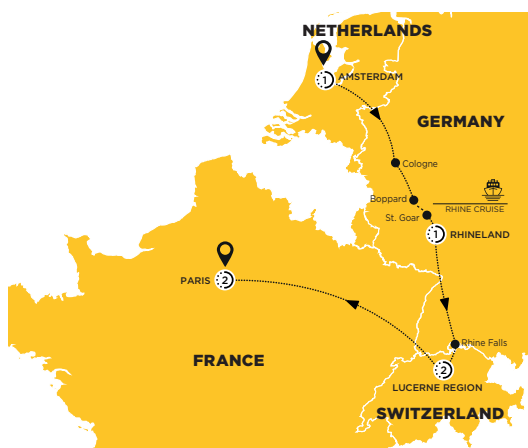 NETHERLANDS
1
AMSTERDAM
GERMANY
Cologne
Boppard
RHINE CRUISE
St. Goar
1
RHINELAND
PARIS
2
Rhine Falls
FRANCE
2
LUCERNE REGION
SWITZERLAND